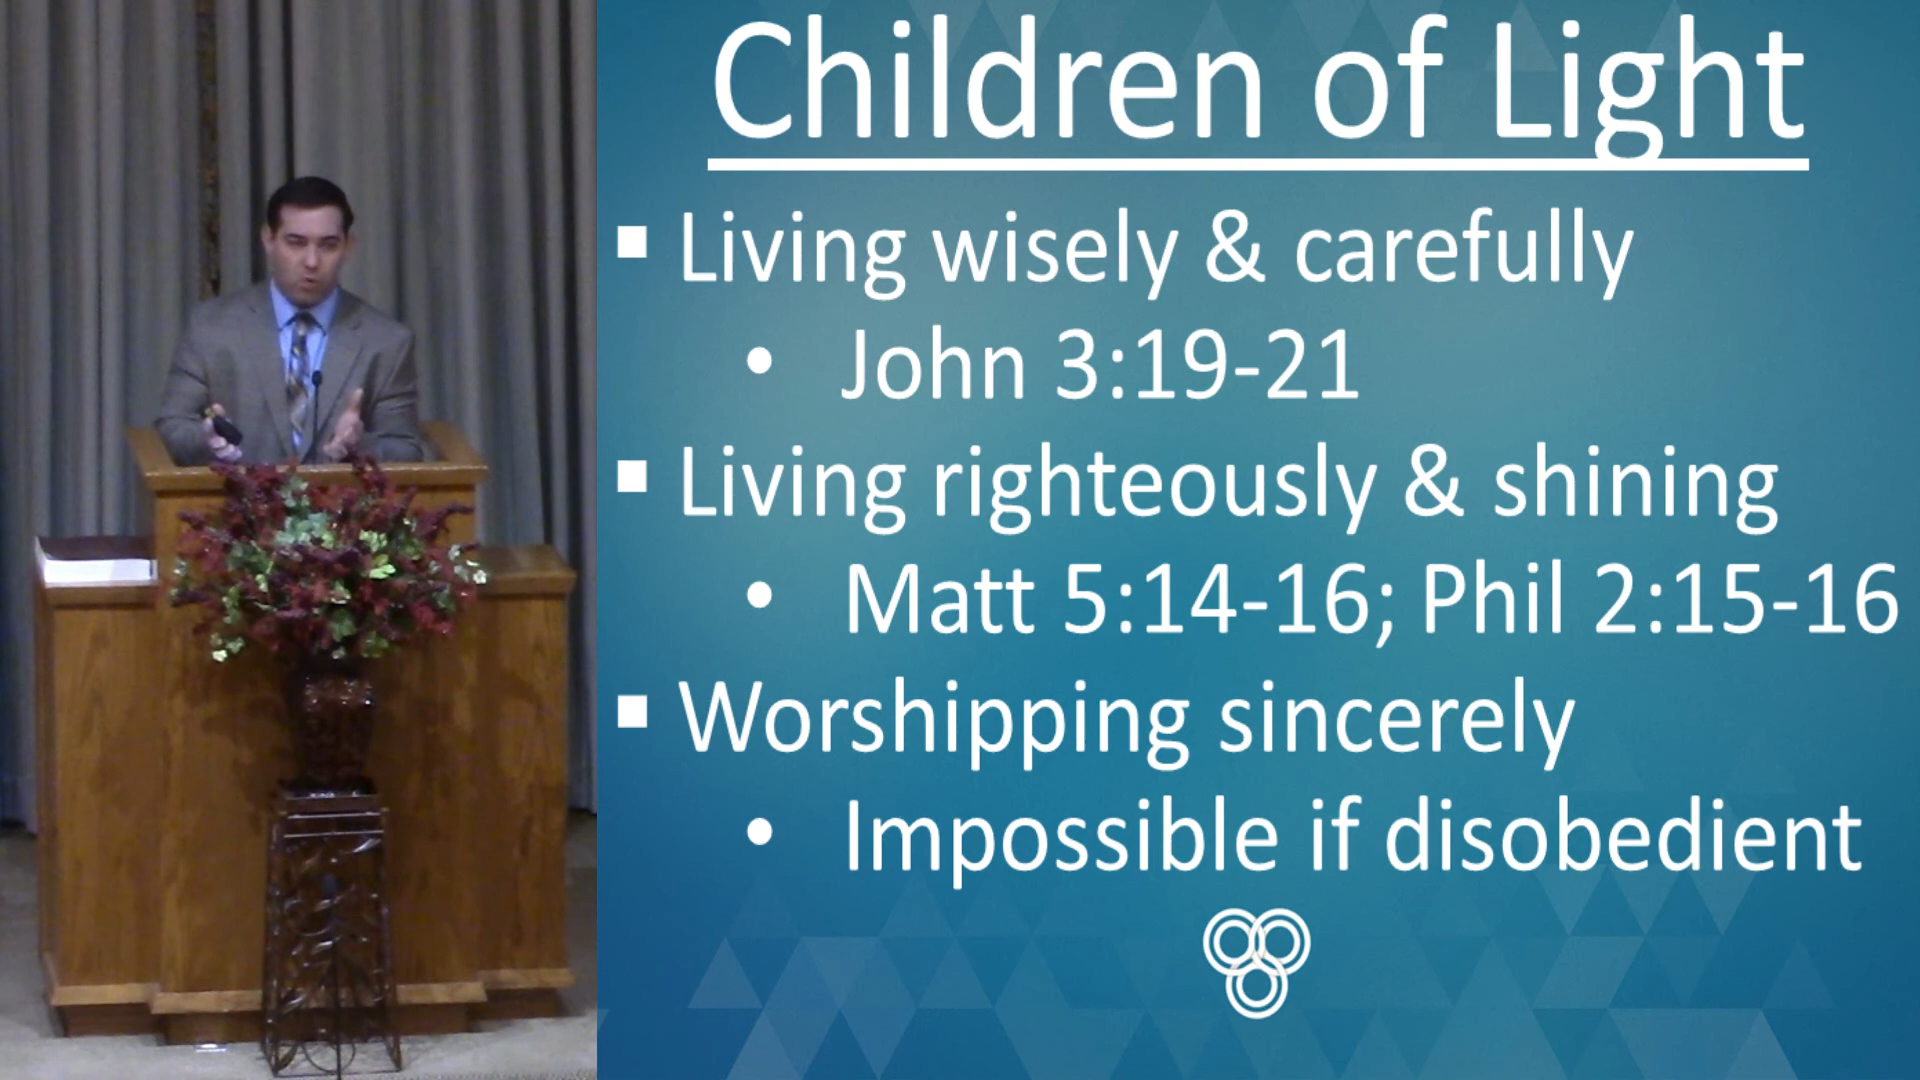 Children of Light
▪ Living wisely & carefully
• John 3:19-21
▪ Living righteously & shining
• Matt 5:14-16; Phil 2:15-16
▪ Worshipping sincerely
• Impossible if disobedient